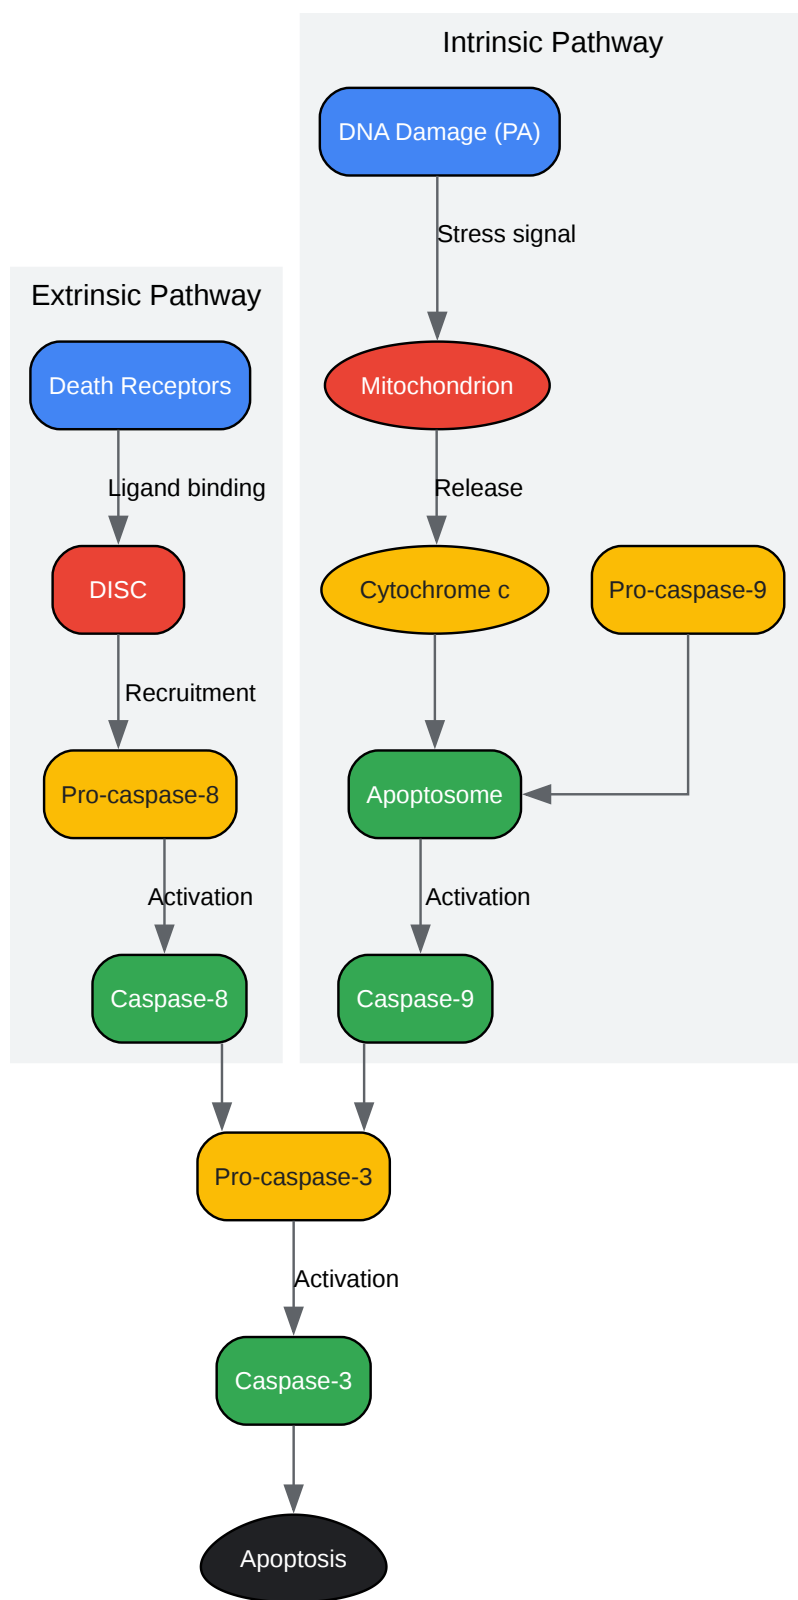 Intrinsic Pathway
DNA Damage (PA)
Stress signal
Extrinsic Pathway
Death Receptors
Mitochondrion
Ligand binding
Release
DISC
Cytochrome c
Pro-caspase-9
Recruitment
Pro-caspase-8
Apoptosome
Activation
Activation
Caspase-8
Caspase-9
Pro-caspase-3
Activation
Caspase-3
Apoptosis